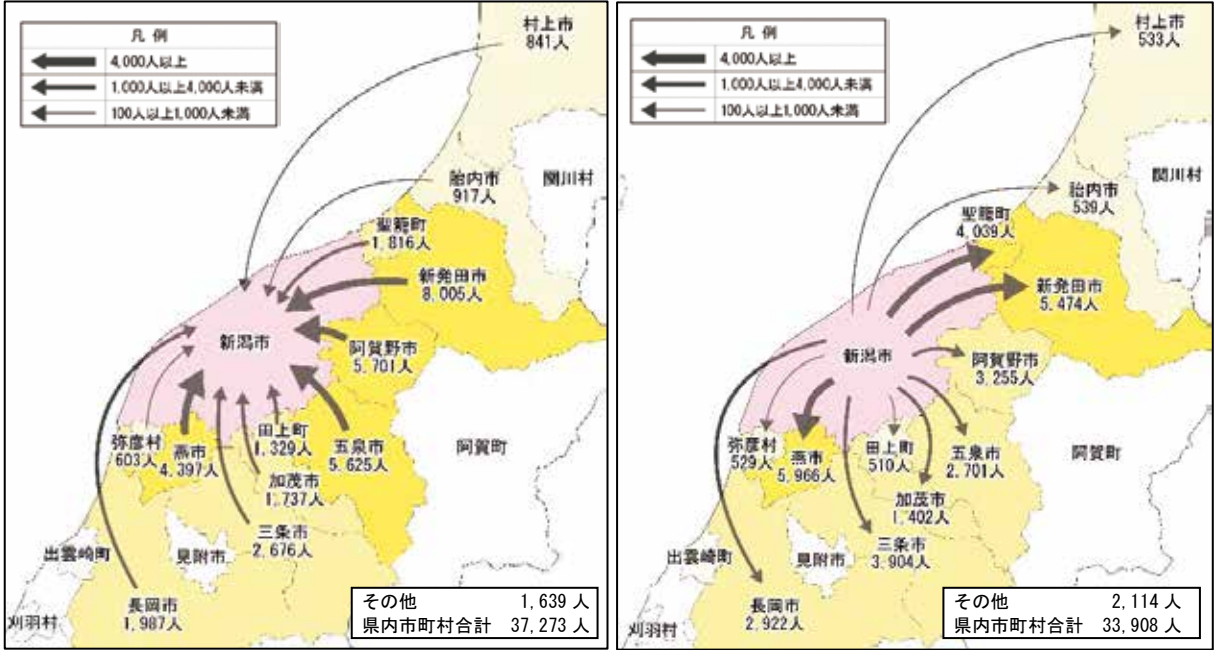 凡例
4,000人以上
1,000人以上4,000人未満
100人以上1,000人未満
村上市
841人
胎内市
917人
関川村
聖籠町
1,816人
新発田市
8,005人
新潟市
阿賀野市
5,701人
弥彦村
603人
燕市
4,397人
田上町
1,329人
五泉市
5,625人
阿賀町
加茂市
1,737人
三条市
2,676人
出雲崎町
見附市
長岡市
1,987人
刈羽村
その他 1,639人
県内市町村合計 37,273人
凡例
4,000人以上
1,000人以上4,000人未満
100人以上1,000人未満
村上市
533人
胎内市
539人
関川村
聖籠町
4,039人
新発田市
5,474人
新潟市
阿賀野市
3,255人
弥彦村
529人
燕市
5,966人
田上町
510人
五泉市
2,701人
阿賀町
加茂市
1,402人
三条市
3,904人
出雲崎町
見附市
長岡市
2,922人
刈羽村
その他 2,114人
県内市町村合計 33,908人